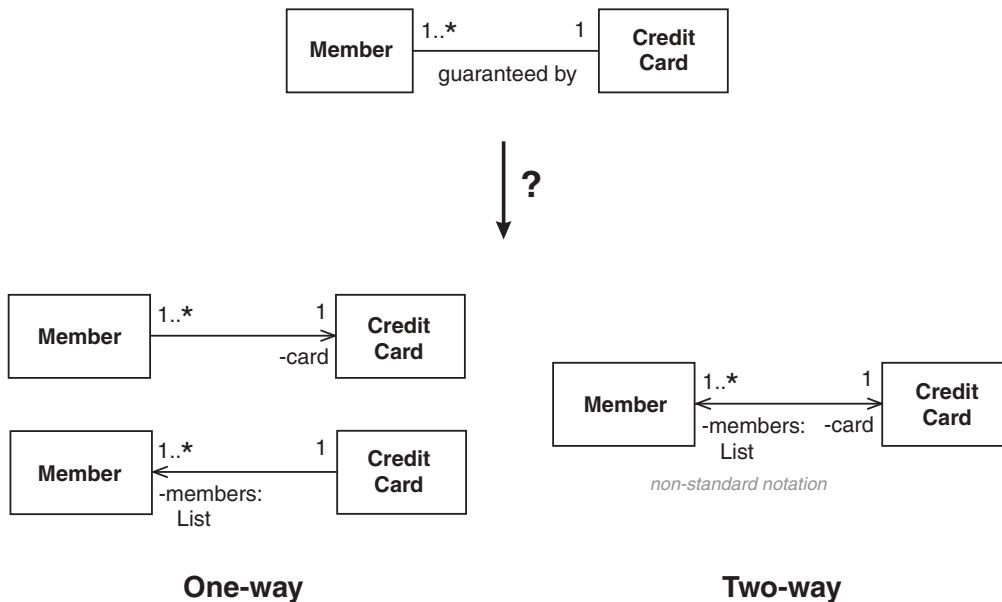 1..*
1
Member
Credit
Card
guaranteed by
?
1..*
1
Member
Credit
Card
-card
1..*
1
Member
Credit
Card
-members:
List
One-way
1..*
1
Member
Credit
Card
-members:
List
-card
non-standard notation
Two-way